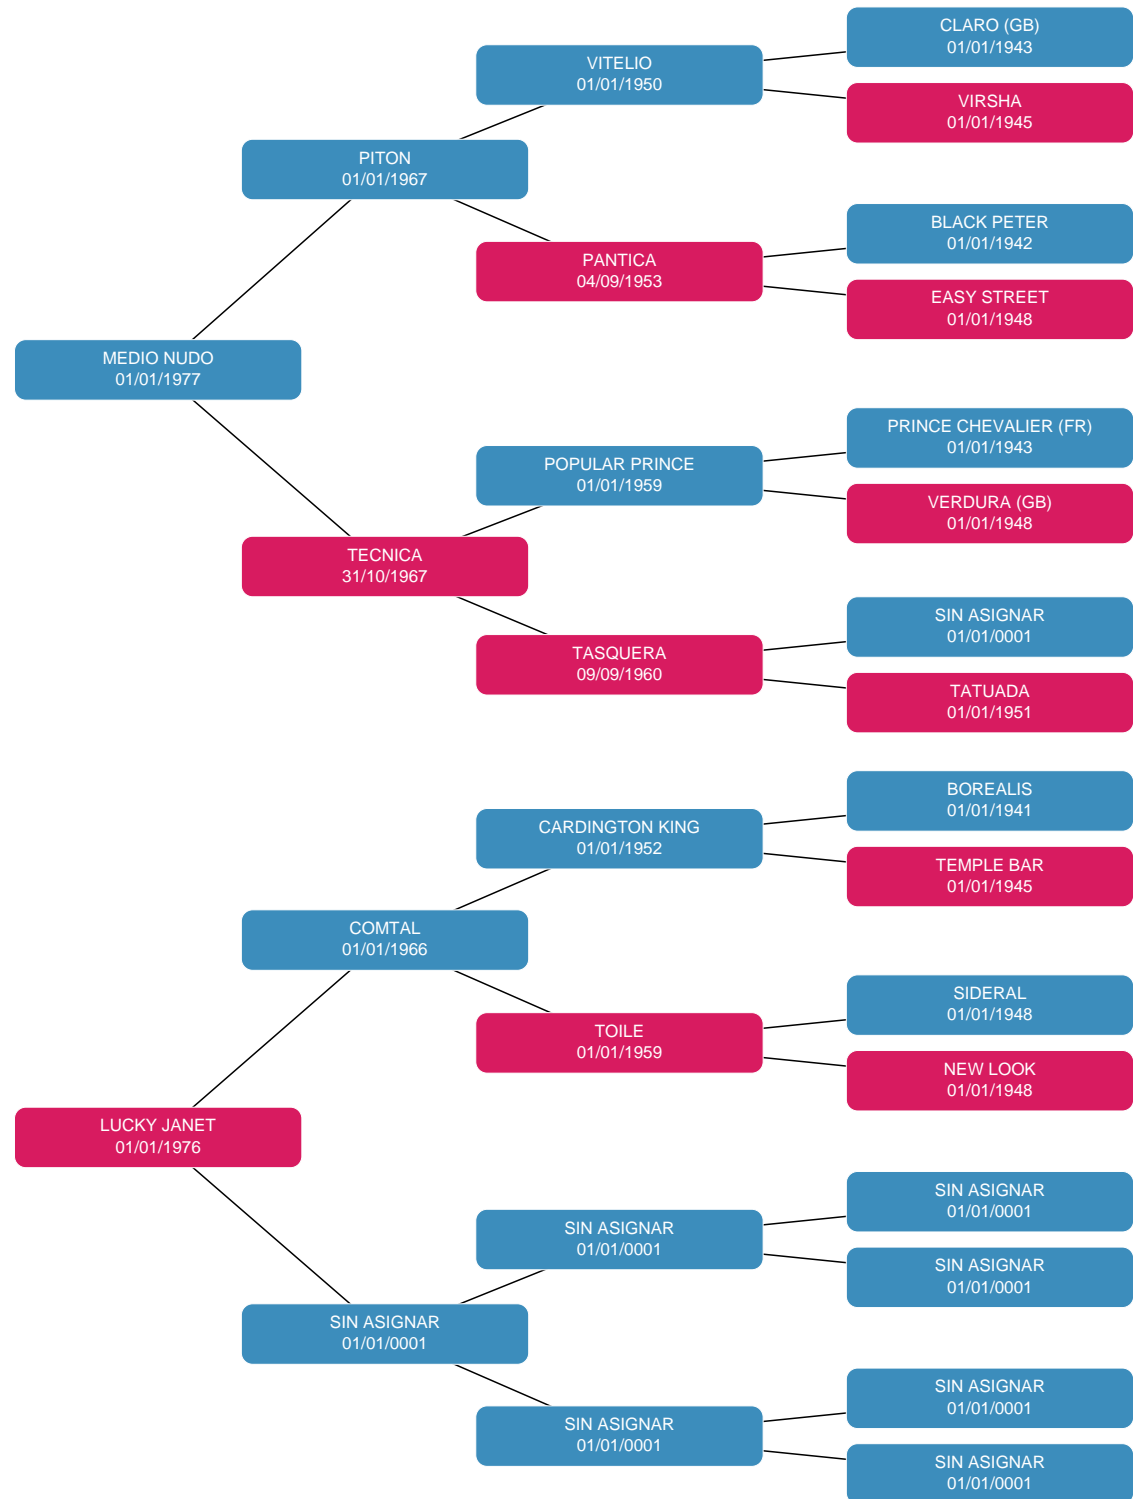 CLARO (GB)
01/01/1943
VITELIO
01/01/1950
VIRSHA
01/01/1945
PITON
01/01/1967
BLACK PETER
01/01/1942
PANTICA
04/09/1953
EASY STREET
01/01/1948
MEDIO NUDO
01/01/1977
PRINCE CHEVALIER (FR)
01/01/1943
POPULAR PRINCE
01/01/1959
VERDURA (GB)
01/01/1948
TECNICA
31/10/1967
SIN ASIGNAR
01/01/0001
TASQUERA
09/09/1960
TATUADA
01/01/1951
BOREALIS
01/01/1941
CARDINGTON KING
01/01/1952
TEMPLE BAR
01/01/1945
COMTAL
01/01/1966
SIDERAL
01/01/1948
TOILE
01/01/1959
NEW LOOK
01/01/1948
LUCKY JANET
01/01/1976
SIN ASIGNAR
01/01/0001
SIN ASIGNAR
01/01/0001
SIN ASIGNAR
01/01/0001
SIN ASIGNAR
01/01/0001
SIN ASIGNAR
01/01/0001
SIN ASIGNAR
01/01/0001
SIN ASIGNAR
01/01/0001